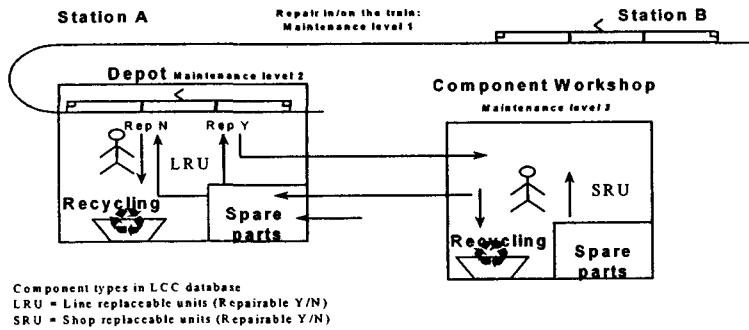 Station A
Repair in/on the train:
Maintenance level 1
Station B
Depot Maintenance level 2
Component Workshop
Maintenance level 3
Rep N
Rep Y
LRU
SRU
Recycling
Spare
parts
Recycling
Spare
parts
Component types in LCC database
LRU = Line replaceable units (Repairable Y/N)
SRU = Shop replaceable units (Repairable Y/N)